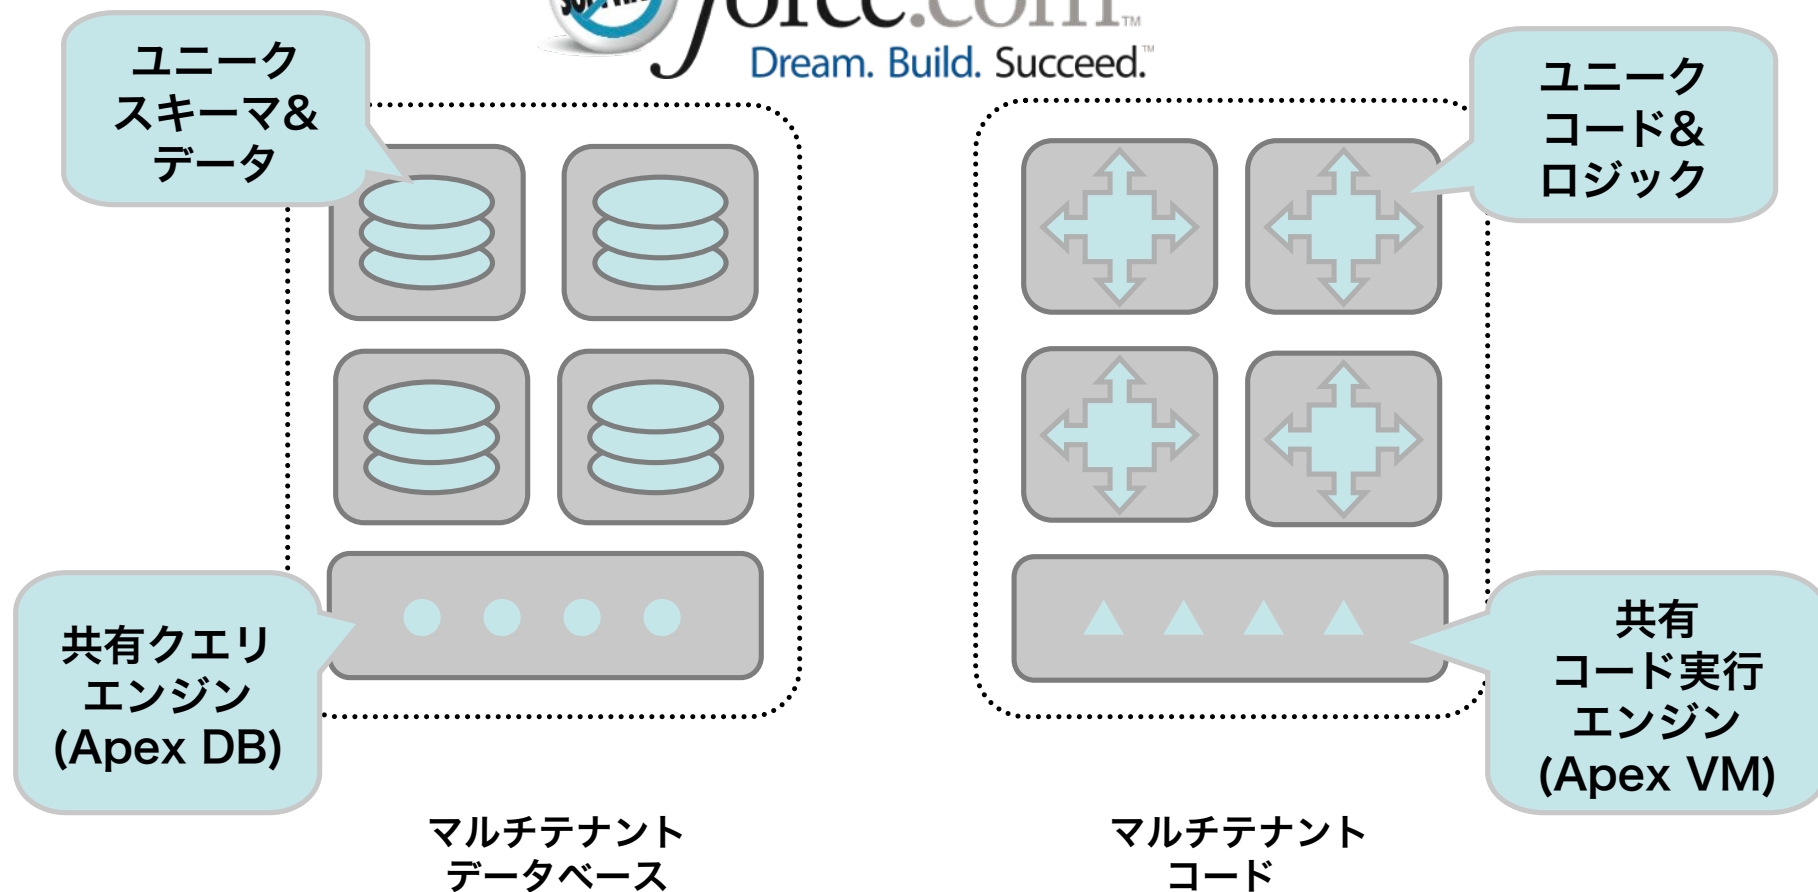 force.com™
Dream. Build. Succeed.™
ユニーク
スキーマ&
データ
ユニーク
コード&
ロジック
共有クエリ
エンジン
(Apex DB)
共有
コード実行
エンジン
(Apex VM)
マルチテナント
データベース
マルチテナント
コード